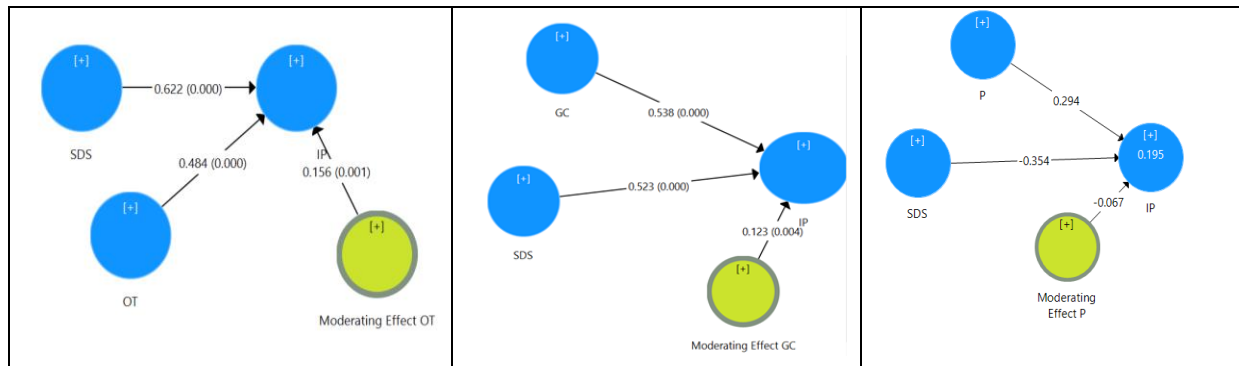 [+]
[+]
0.622 (0.000)
SDS
IP
0.484 (0.000)
0.156 (0.001)
[+]
[+]
OT
Moderating Effect OT
[+]
GC
0.538 (0.000)
[+]
[+]
0.523 (0.000)
IP
SDS
0.123 (0.004)
[+]
Moderating Effect GC
[+]
P
0.294
[+]
[+]
0.195
-0.354
SDS
IP
-0.067
[+]
Moderating
Effect P